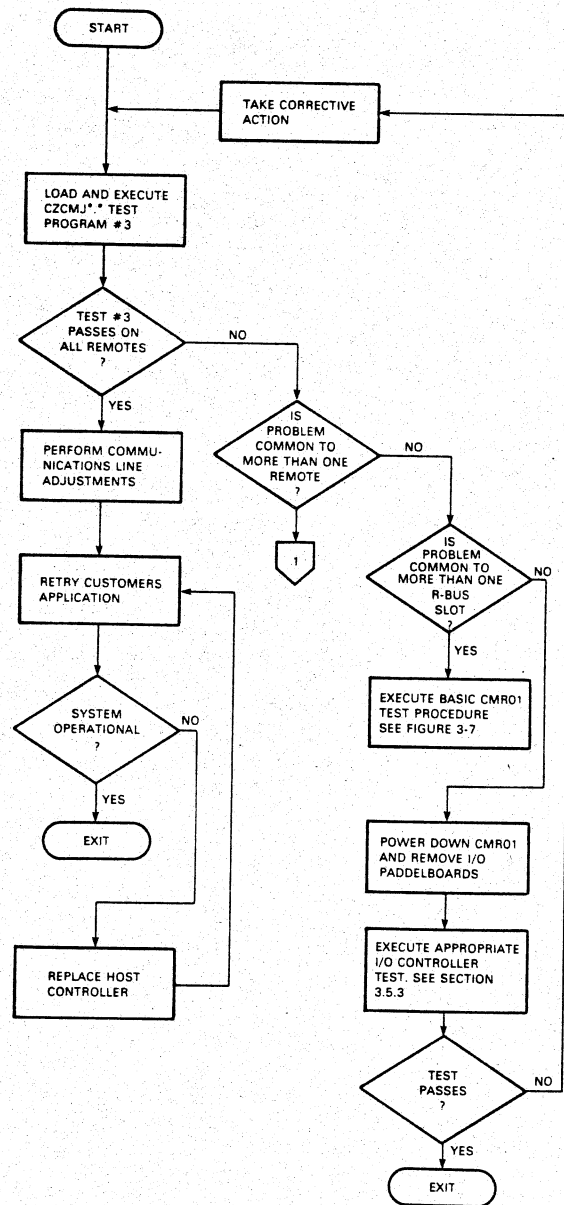 START
TAKE CORRECTIVE
ACTION
LOAD AND EXECUTE
CZCMJ*.* TEST
PROGRAM #3
TEST #3
PASSES ON
ALL REMOTES
?
NO
YES
IS
PROBLEM
COMMON TO
MORE THAN ONE
REMOTE
?
NO
PERFORM COMMU-
NICATIONS LINE
ADJUSTMENTS
1
IS
PROBLEM
COMMON TO
MORE THAN ONE
R-BUS
SLOT
?
NO
YES
RETRY CUSTOMERS
APPLICATION
EXECUTE BASIC CMR01
TEST PROCEDURE
SEE FIGURE 3-7
SYSTEM
OPERATIONAL
?
NO
YES
EXIT
POWER DOWN CMR01
AND REMOVE I/O
PADDELBOARDS
REPLACE HOST
CONTROLLER
EXECUTE APPROPRIATE
I/O CONTROLLER
TEST. SEE SECTION
3.5.3
TEST
PASSES
?
NO
YES
EXIT